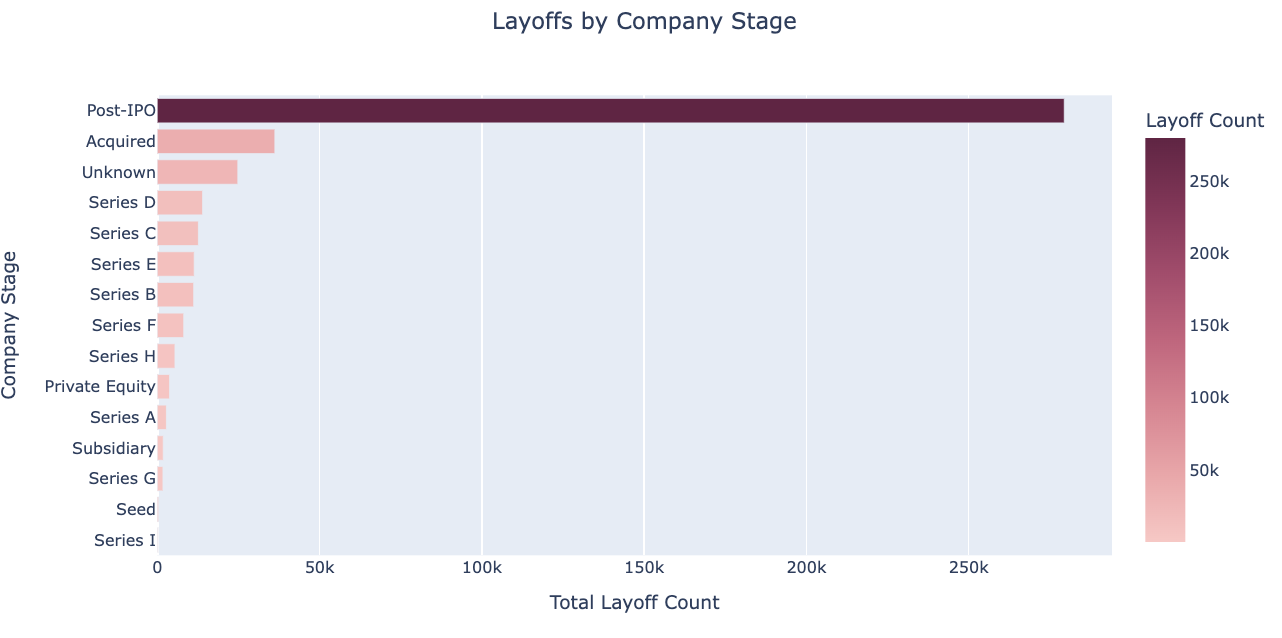 Layoffs by Company Stage
Company Stage
Post-IPO
Acquired
Unknown
Series D
Series C
Series E
Series B
Series F
Series H
Private Equity
Series A
Subsidiary
Series G
Seed
Series I
0 50k 100k 150k 200k 250k
Total Layoff Count
Layoff Count
250k
200k
150k
100k
50k